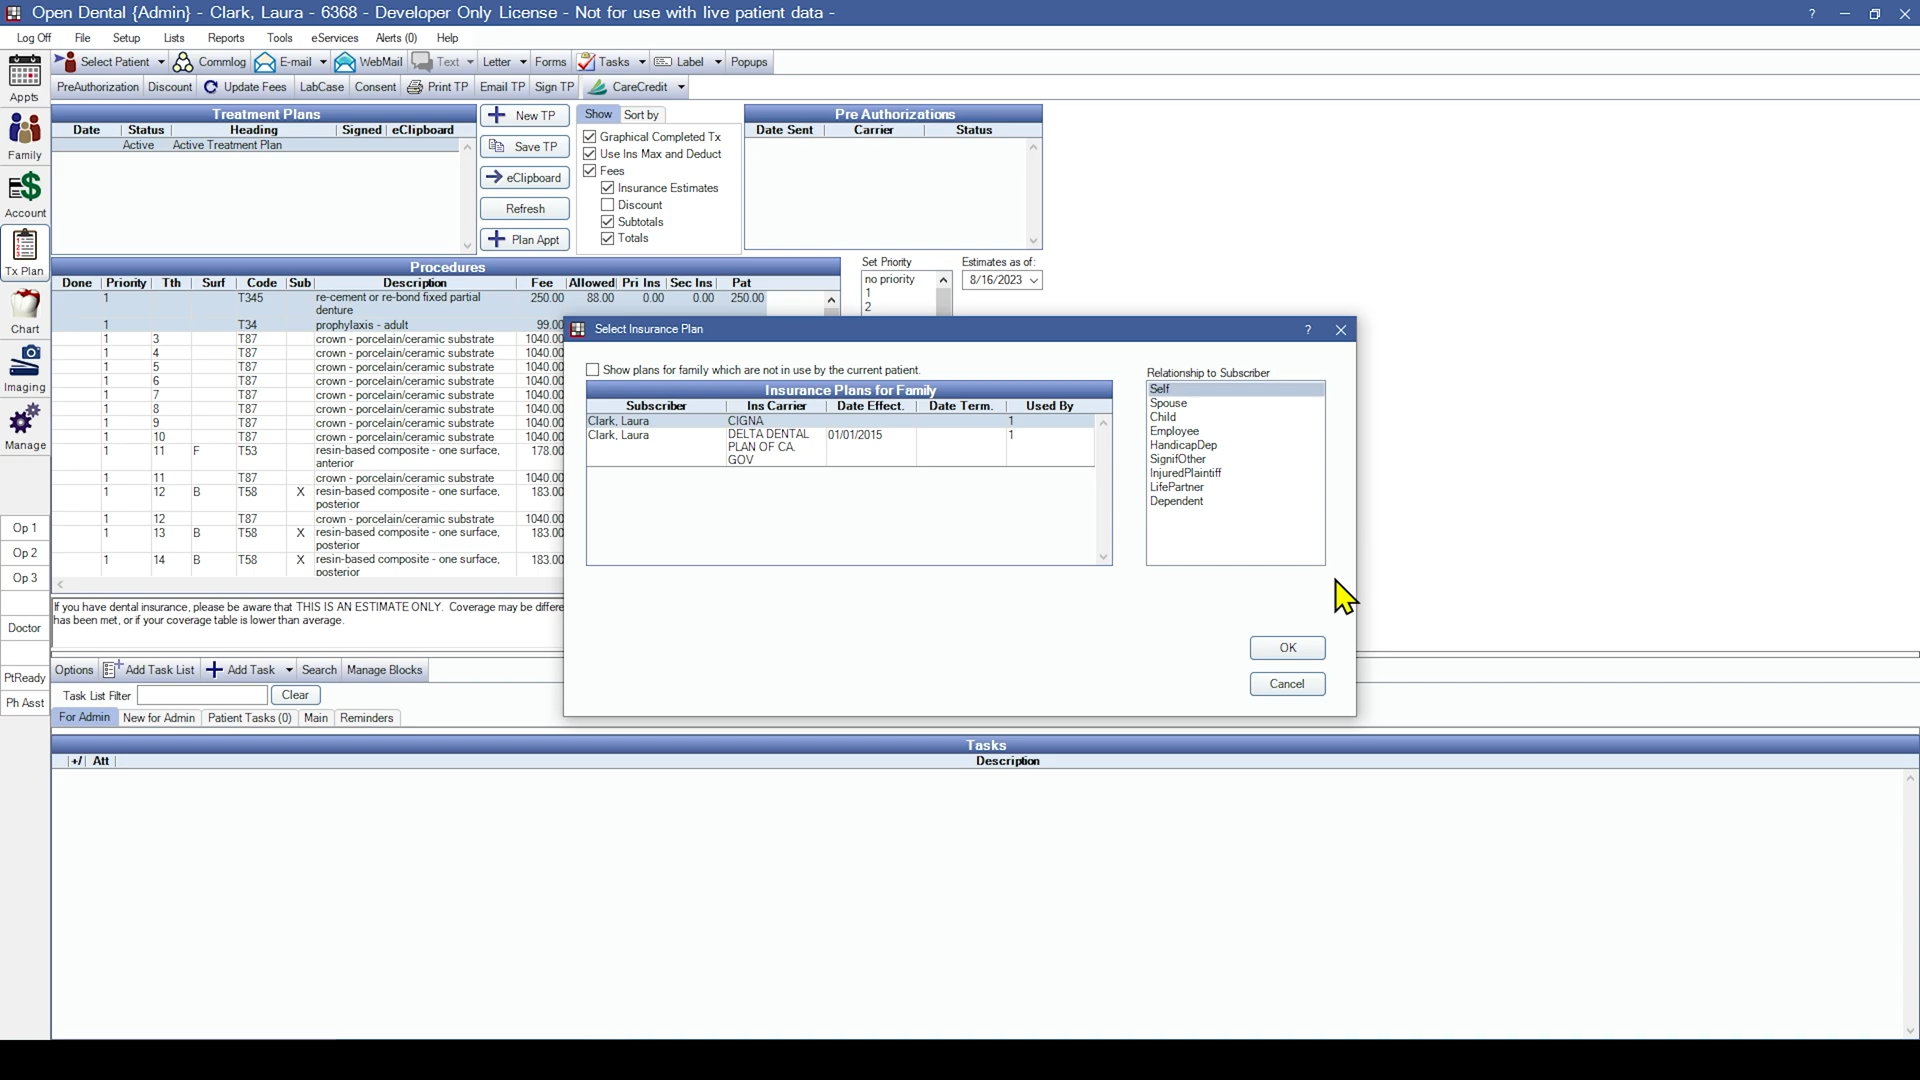 Open Dental {Admin} - Clark, Laura - 6368 - Developer Only License - Not for use with live patient data -
Log Off File Setup Lists Reports Tools eServices Alerts (0) Help
Select Patient Commlog E-mail WebMail Text Letter Forms Tasks Label Popups
PreAuthorization Discount Update Fees LabCase Consent Print TP Email TP Sign TP CareCredit
Appts
Family
Account
Tx Plan
Chart
Imaging
Manage
Op 1
Op 2
Op 3
Doctor
PtReady
Ph Asst
Treatment Plans
Date Status Heading Signed eClipboard
Active Active Treatment Plan
New TP
Save TP
eClipboard
Refresh
Plan Appt
Show Sort by
Graphical Completed Tx
Use Ins Max and Deduct
Fees
Insurance Estimates
Discount
Subtotals
Totals
Pre Authorizations
Date Sent Carrier Status
Procedures
Done Priority Tth Surf Code Sub Description Fee Allowed Pri Ins Sec Ins Pat
1 T345 re-cement or re-bond fixed partial 250.00 88.00 0.00 0.00 250.00
denture
1 T34 prophylaxis - adult 99.00
1 3 T87 crown - porcelain/ceramic substrate 1040.00
1 4 T87 crown - porcelain/ceramic substrate 1040.00
1 5 T87 crown - porcelain/ceramic substrate 1040.00
1 6 T87 crown - porcelain/ceramic substrate 1040.00
1 7 T87 crown - porcelain/ceramic substrate 1040.00
1 8 T87 crown - porcelain/ceramic substrate 1040.00
1 9 T87 crown - porcelain/ceramic substrate 1040.00
1 10 T87 crown - porcelain/ceramic substrate 1040.00
1 11 F T53 resin-based composite - one surface, 178.00
anterior
1 11 T87 crown - porcelain/ceramic substrate 1040.00
1 12 B T58 X resin-based composite - one surface, 183.00
posterior
1 12 T87 crown - porcelain/ceramic substrate 1040.00
1 13 B T58 X resin-based composite - one surface, 183.00
posterior
1 14 B T58 X resin-based composite - one surface, 183.00
posterior
Set Priority
no priority
1
2
Estimates as of:
8/16/2023
If you have dental insurance, please be aware that THIS IS AN ESTIMATE ONLY. Coverage may be differe
has been met, or if your coverage table is lower than average.
Select Insurance Plan
Show plans for family which are not in use by the current patient.
Insurance Plans for Family
Subscriber Ins Carrier Date Effect. Date Term. Used By
Clark, Laura CIGNA 1
Clark, Laura DELTA DENTAL 01/01/2015 1
PLAN OF CA.
GOV
Relationship to Subscriber
Self
Spouse
Child
Employee
HandicapDep
SignifOther
InjuredPlaintiff
LifePartner
Dependent
OK
Cancel
Options Add Task List Add Task Search Manage Blocks
Task List Filter Clear
For Admin New for Admin Patient Tasks (0) Main Reminders
Tasks
+/ Att Description